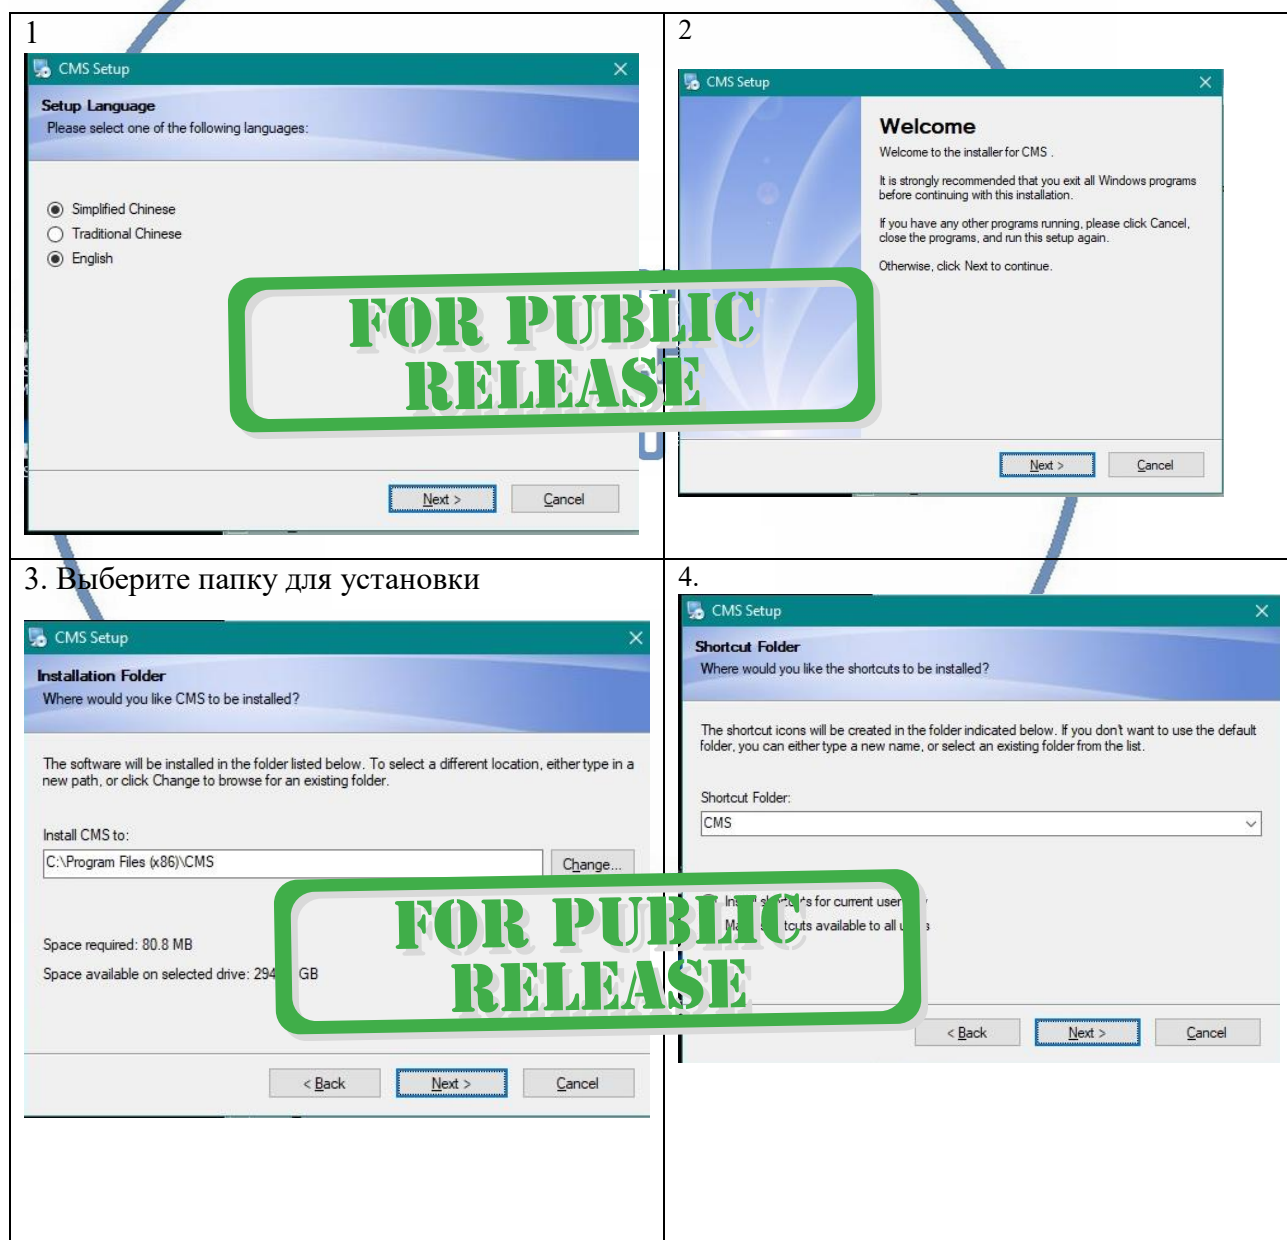 1
CMS Setup
Setup Language
Please select one of the following languages:
Simplified Chinese
Traditional Chinese
English
Next >
Cancel
2
CMS Setup
Welcome
Welcome to the installer for CMS .
It is strongly recommended that you exit all Windows programs
before continuing with this installation.
If you have any other programs running, please click Cancel,
close the programs, and run this setup again.
Otherwise, click Next to continue.
Next >
Cancel
FOR PUBLIC
RELEASE
3. Выберите папку для установки
CMS Setup
Installation Folder
Where would you like CMS to be installed?
The software will be installed in the folder listed below. To select a different location, either type in a
new path, or click Change to browse for an existing folder.
Install CMS to:
C:\Program Files (x86)\CMS
Change...
Space required: 80.8 MB
Space available on selected drive: GB
< Back
Next >
Cancel
4.
CMS Setup
Shortcut Folder
Where would you like the shortcuts to be installed?
The shortcut icons will be created in the folder indicated below. If you don't want to use the default
folder, you can either type a new name, or select an existing folder from the list.
Shortcut Folder:
CMS
for current
available to all
< Back
Next >
Cancel
FOR PUBLIC
RELEASE